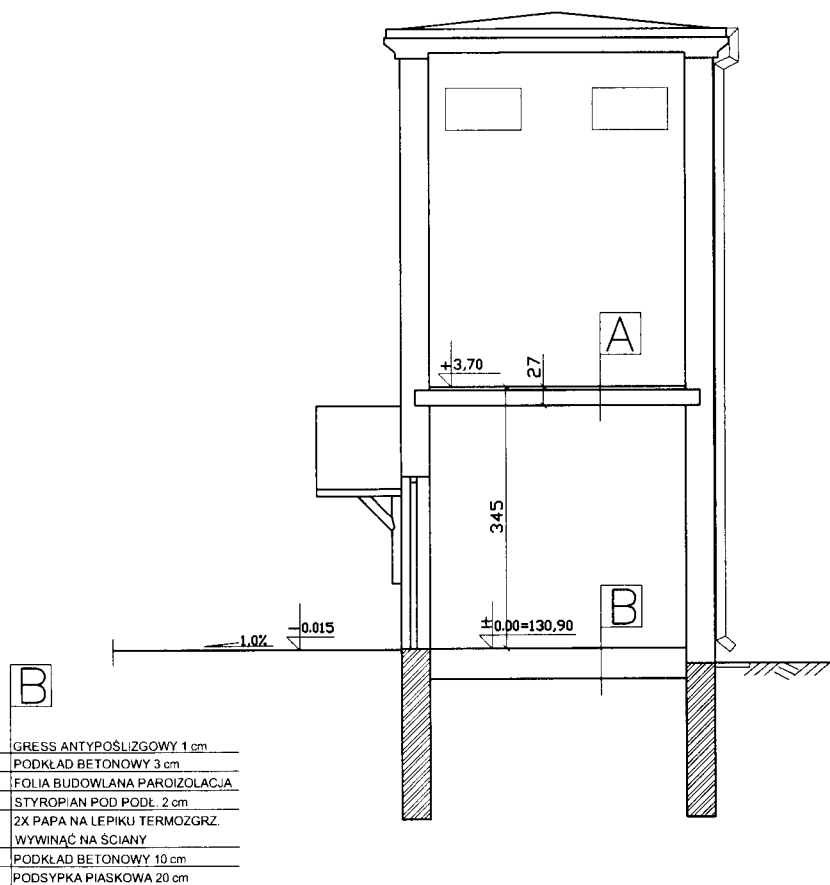 A
+3,70
27
345
B
-0.015
±0.00=130,90
1.0%
B
GRESS ANTYPOŚLIZGOWY 1 cm
PODKŁAD BETONOWY 3 cm
FOLIA BUDOWLANA PAROIZOLACJA
STYROPIAN POD PODŁ. 2 cm
2X PAPA NA LEPIKU TERMOZGRZ.
WYWINĄĆ NA ŚCIANY
PODKŁAD BETONOWY 10 cm
PODSYPKA PIASKOWA 20 cm